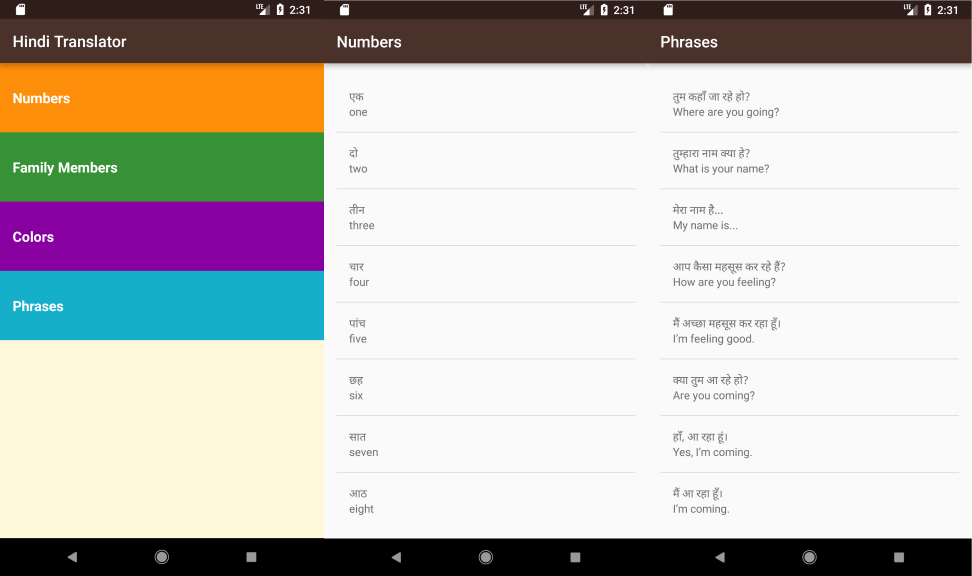 LTE 2:31
Hindi Translator
Numbers
Family Members
Colors
Phrases
LTE 2:31
Numbers
एक
one
दो
two
तीन
three
चार
four
पांच
five
छह
six
सात
seven
आठ
eight
LTE 2:31
Phrases
तुम कहाँ जा रहे हो?
Where are you going?
तुम्हारा नाम क्या हे?
What is your name?
मेरा नाम है...
My name is...
आप कैसा महसूस कर रहे हैं?
How are you feeling?
मैं अच्छा महसूस कर रहा हूँ।
I'm feeling good.
क्या तुम आ रहे हो?
Are you coming?
हाँ, आ रहा हूं।
Yes, I'm coming.
मैं आ रहा हूँ।
I'm coming.